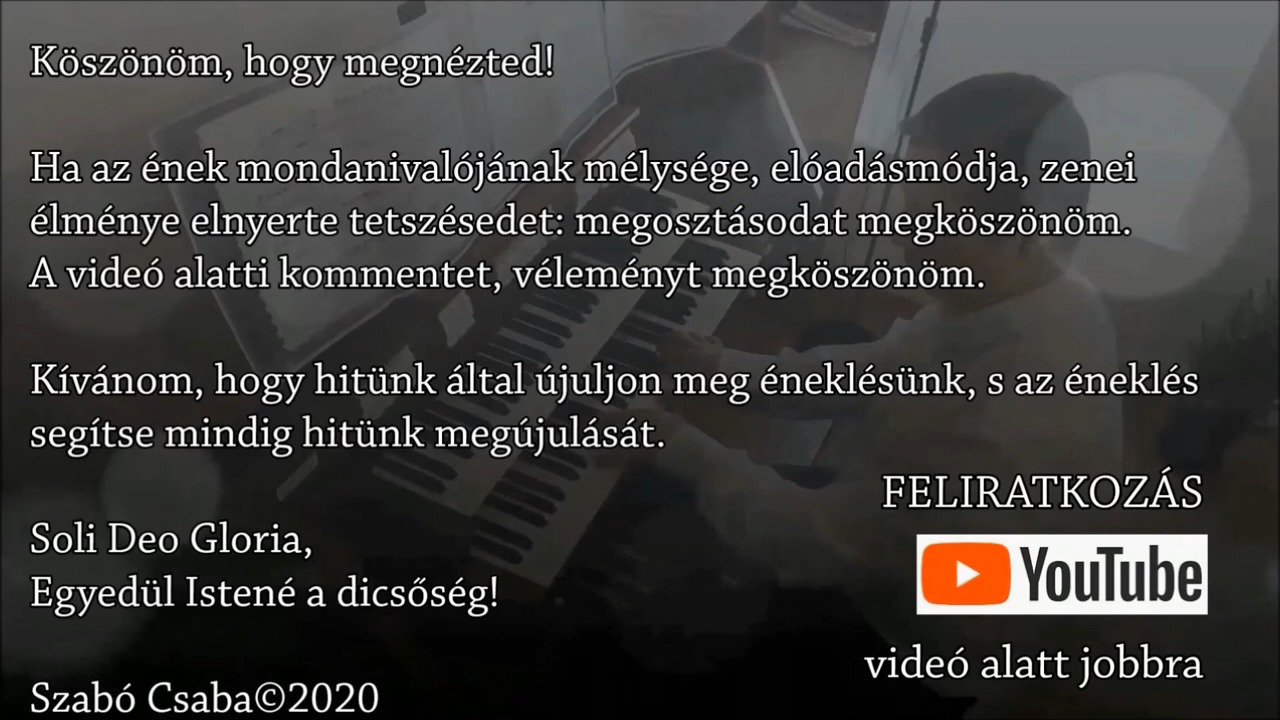 Köszönöm, hogy megnézted!
Ha az ének mondanivalójának mélysége, elóadásmódja, zenei
élménye elnyerte tetszésedet: megosztásodat megköszönöm.
A videó alatti kommentet, véleményt megköszönöm.
Kívánom, hogy hitünk által újuljon meg éneklésünk, s az éneklés
segítse mindig hitünk megújulását.
FELIRATKOZÁS
Soli Deo Gloria,
YouTube
Egyedül Istené a dicsőség!
videó alatt jobbra
Szabó Csaba©2020